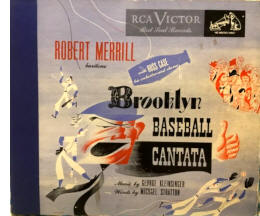 RCA VICTOR
Red Seal Records
ROBERT MERRILL
baritone
with RUSS CASE
his orchestra and chorus
Brooklyn
BASEBALL
CANTATA
Music by GEORGE KLEINSINGER
Words by MICHAEL STRATTON